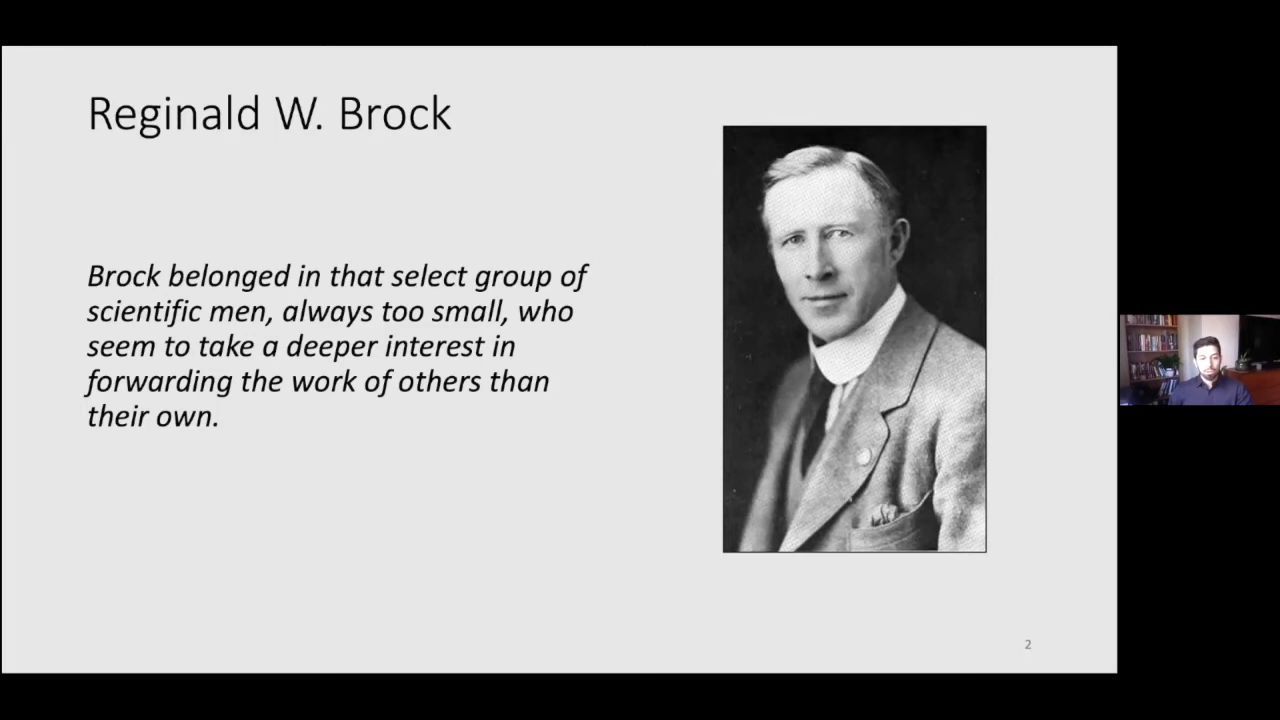 Reginald W. Brock
Brock belonged in that select group of
scientific men, always too small, who
seem to take a deeper interest in
forwarding the work of others than
their own.
2